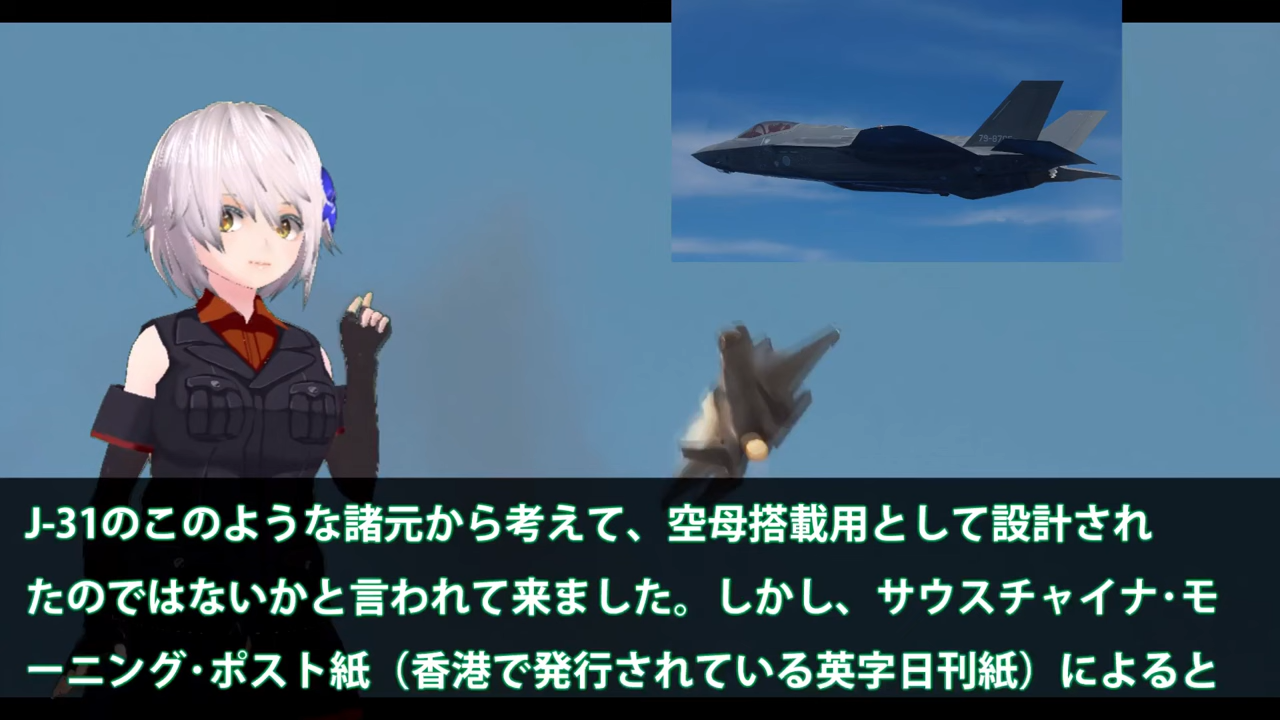 J-31のこのような諸元から考えて、空母搭載用として設計され
たのではないかと言われて来ました。しかし、サウスチャイナ・モ
ーニング・ポスト紙（香港で発行されている英字日刊紙）によると